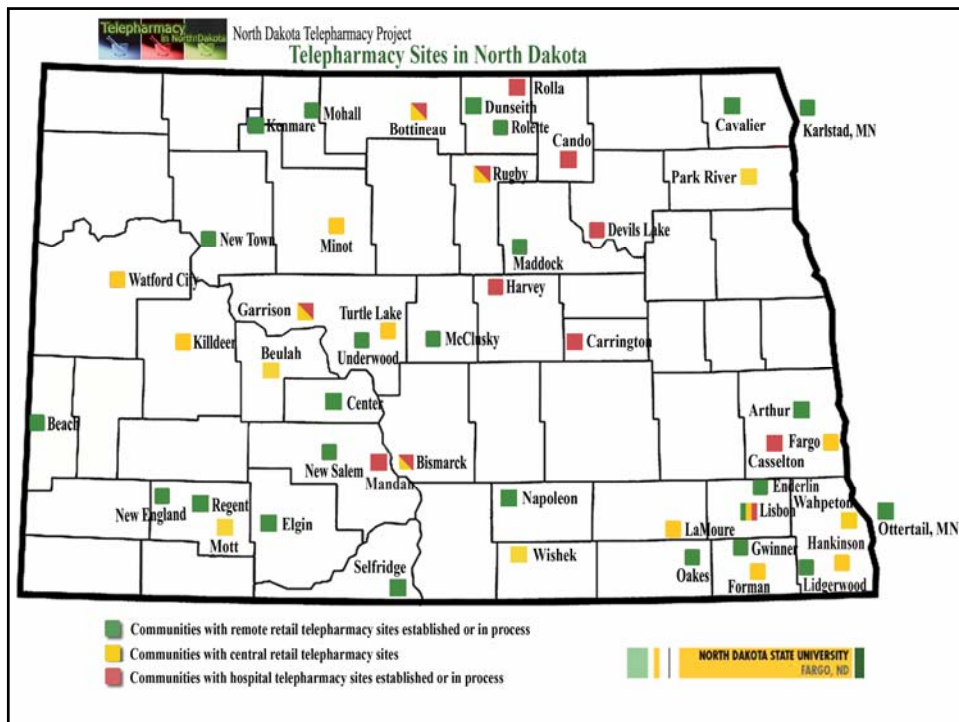 Telepharmacy
in North Dakota
North Dakota Telepharmacy Project
Telepharmacy Sites in North Dakota
Rolla
Mohall
Dunseith
Kenmare
Bottineau
Rolette
Cavalier
Karlstad, MN
Cando
Rugby
Park River
Devils Lake
New Town
Minot
Maddock
Watford City
Harvey
Garrison
Turtle Lake
Killdeer
McClusky
Carrington
Underwood
Beulah
Center
Arthur
Beach
Fargo
Casselton
New Salem
Bismarck
Mandan
Enderlin
Napoleon
Wahpeton
New England
Regent
Lisbon
Elgin
Ottertail, MN
LaMoure
Mott
Hankinson
Gwinner
Wishek
Selfridge
Oakes
Forman
Lidgerwood
Communities with remote retail telepharmacy sites established or in process
Communities with central retail telepharmacy sites
Communities with hospital telepharmacy sites established or in process
NORTH DAKOTA STATE UNIVERSITY
FARGO, ND